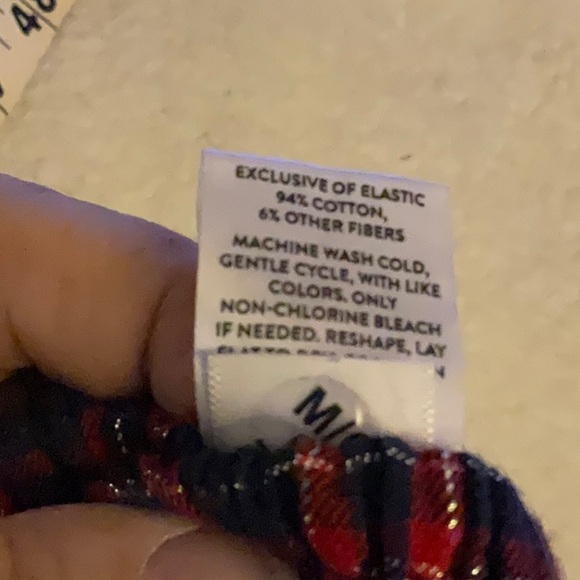 48
EXCLUSIVE OF ELASTIC
94% COTTON,
6% OTHER FIBERS
MACHINE WASH COLD,
GENTLE CYCLE, WITH LIKE
COLORS. ONLY
NON-CHLORINE BLEACH
IF NEEDED. RESHAPE, LAY
M/